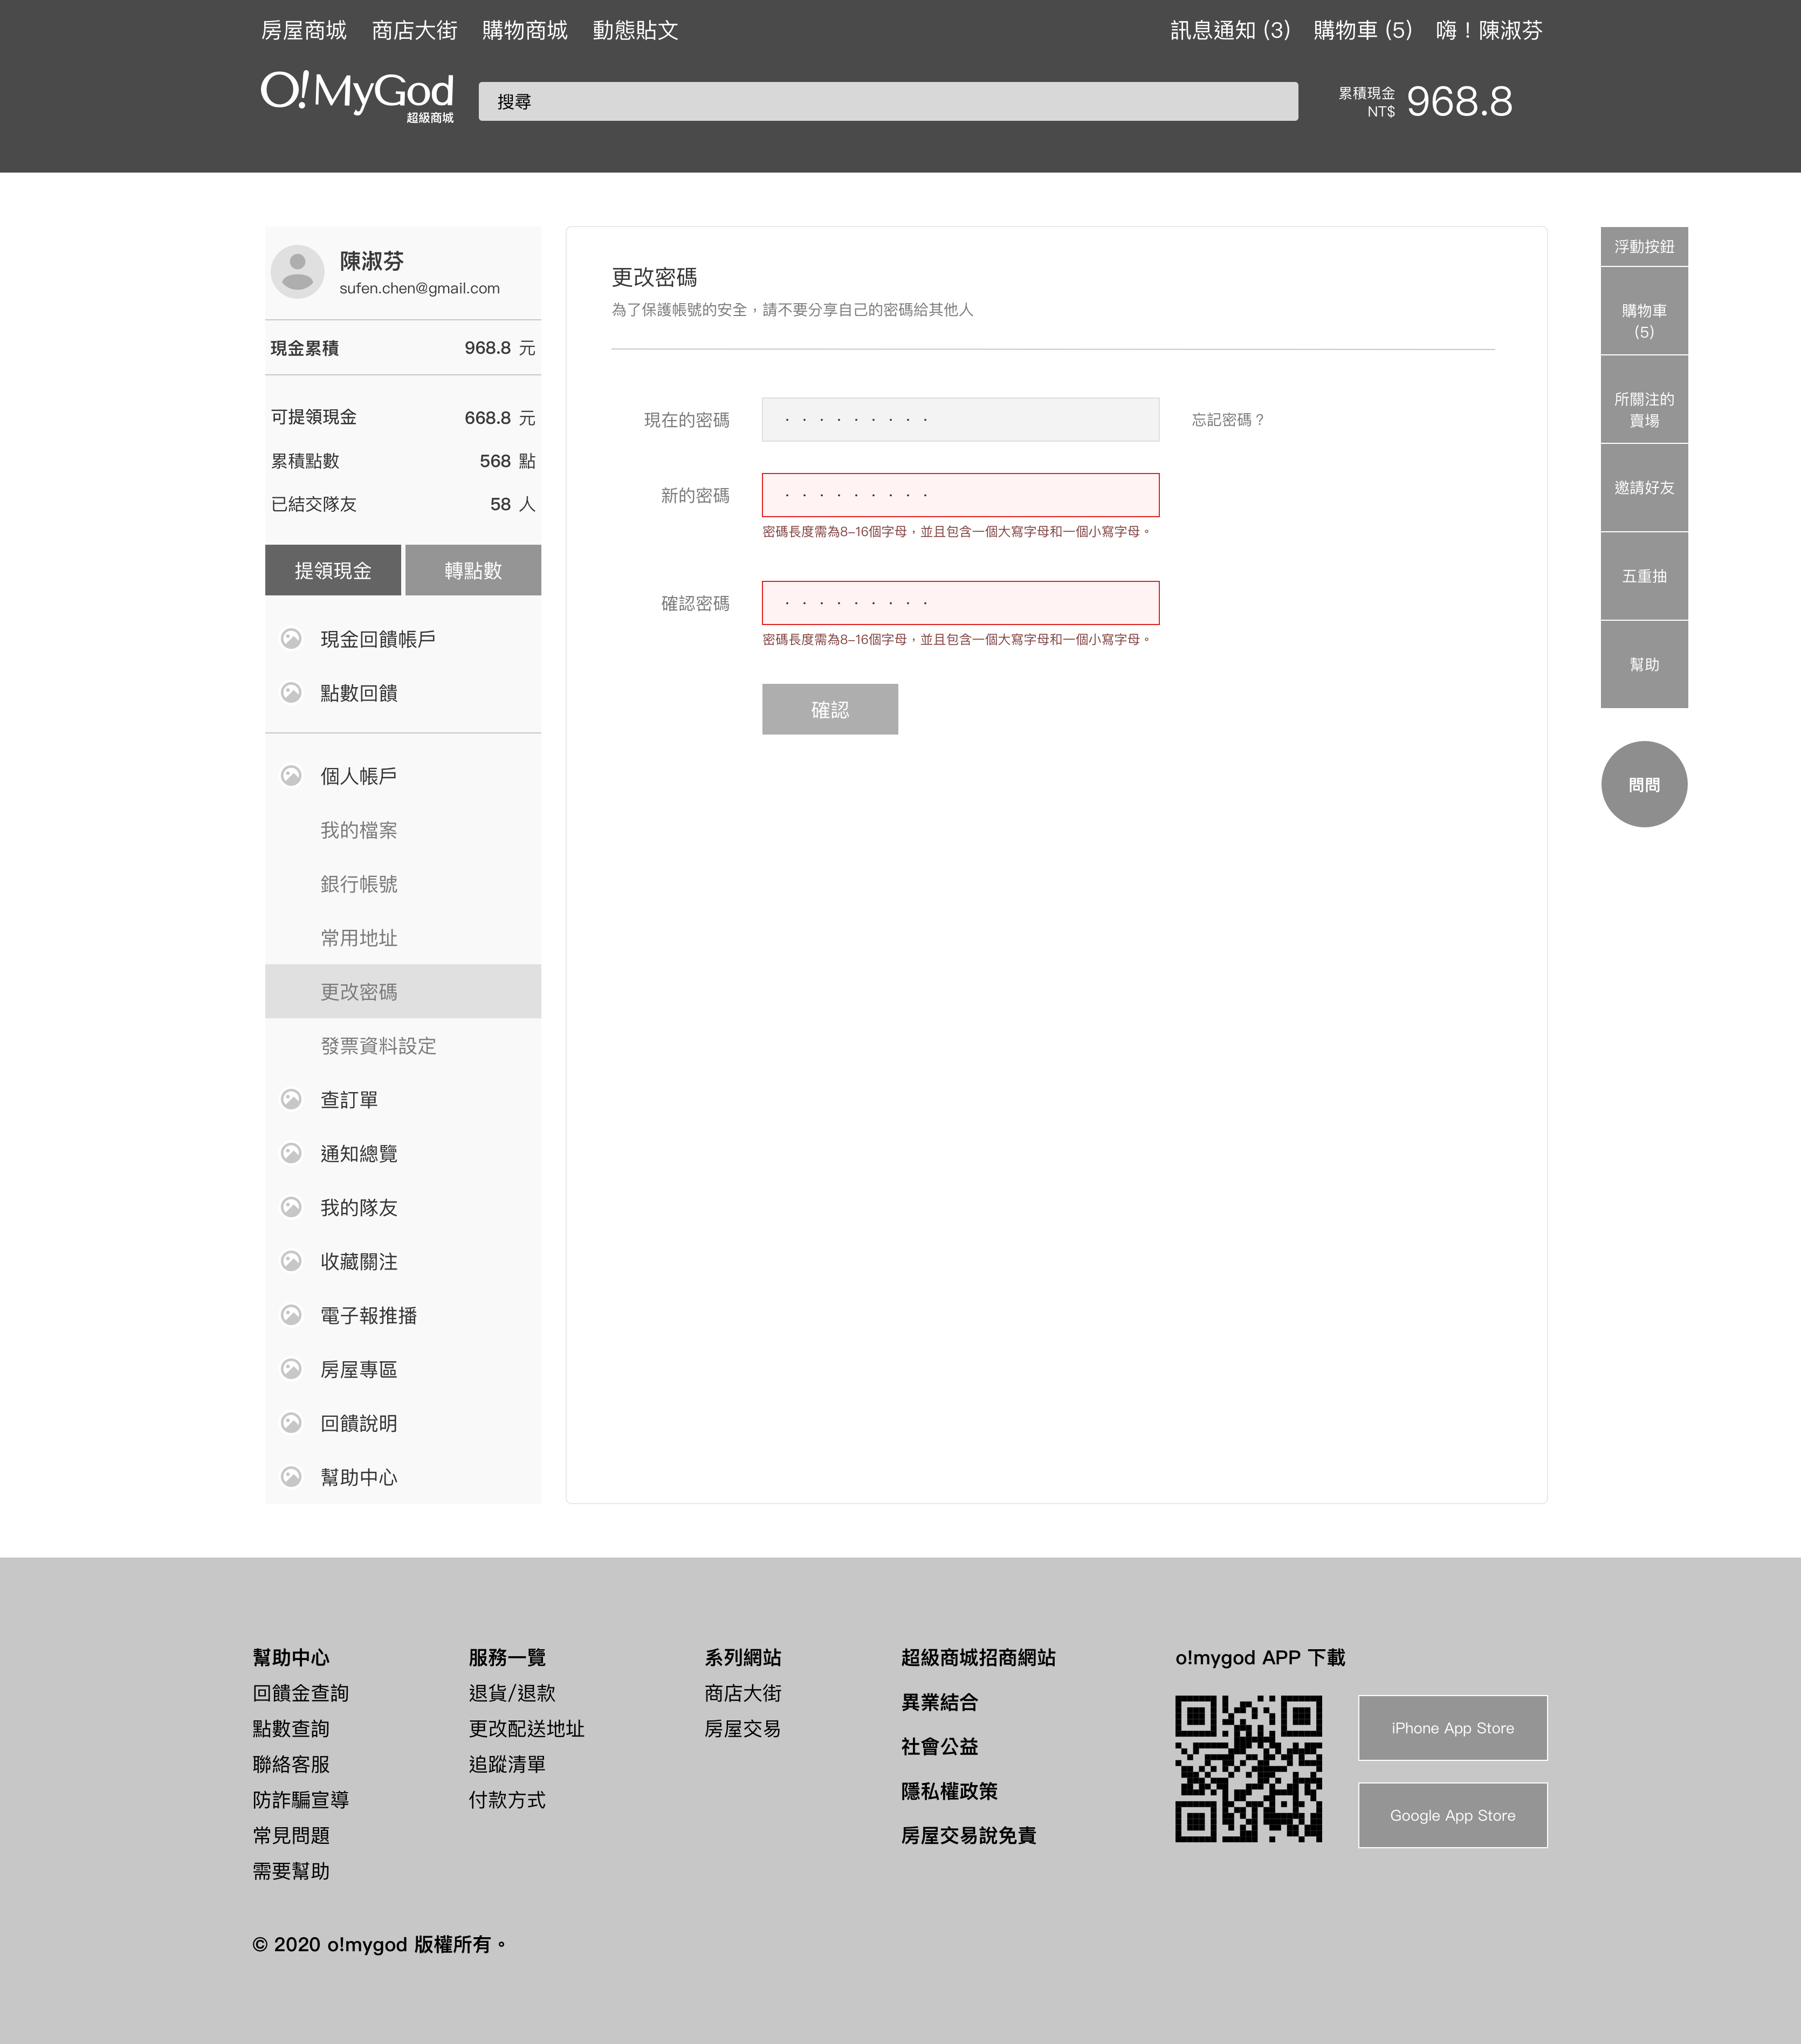 房屋商城 商店大街 購物商城 動態貼文 訊息通知 (3) 購物車 (5) 嗨！陳淑芬
O!MyGod
超級商城
搜尋
累積現金
NT$ 968.8
陳淑芬
sufen.chen@gmail.com
現金累積 968.8 元
可提領現金 668.8 元
累積點數 568 點
已結交隊友 58 人
提領現金 轉點數
現金回饋帳戶
點數回饋
個人帳戶
我的檔案
銀行帳號
常用地址
更改密碼
發票資料設定
查訂單
通知總覽
我的隊友
收藏關注
電子報推播
房屋專區
回饋說明
幫助中心
更改密碼
為了保護帳號的安全，請不要分享自己的密碼給其他人
現在的密碼 · · · · · · · · · 忘記密碼？
新的密碼 · · · · · · · · ·
密碼長度需為8–16個字母，並且包含一個大寫字母和一個小寫字母。
確認密碼 · · · · · · · · ·
密碼長度需為8–16個字母，並且包含一個大寫字母和一個小寫字母。
確認
浮動按鈕
購物車
(5)
所關注的
賣場
邀請好友
五重抽
幫助
問問
幫助中心
回饋金查詢
點數查詢
聯絡客服
防詐騙宣導
常見問題
需要幫助
服務一覽
退貨/退款
更改配送地址
追蹤清單
付款方式
系列網站
商店大街
房屋交易
超級商城招商網站
異業結合
社會公益
隱私權政策
房屋交易說免責
o!mygod APP 下載
iPhone App Store
Google App Store
© 2020 o!mygod 版權所有。